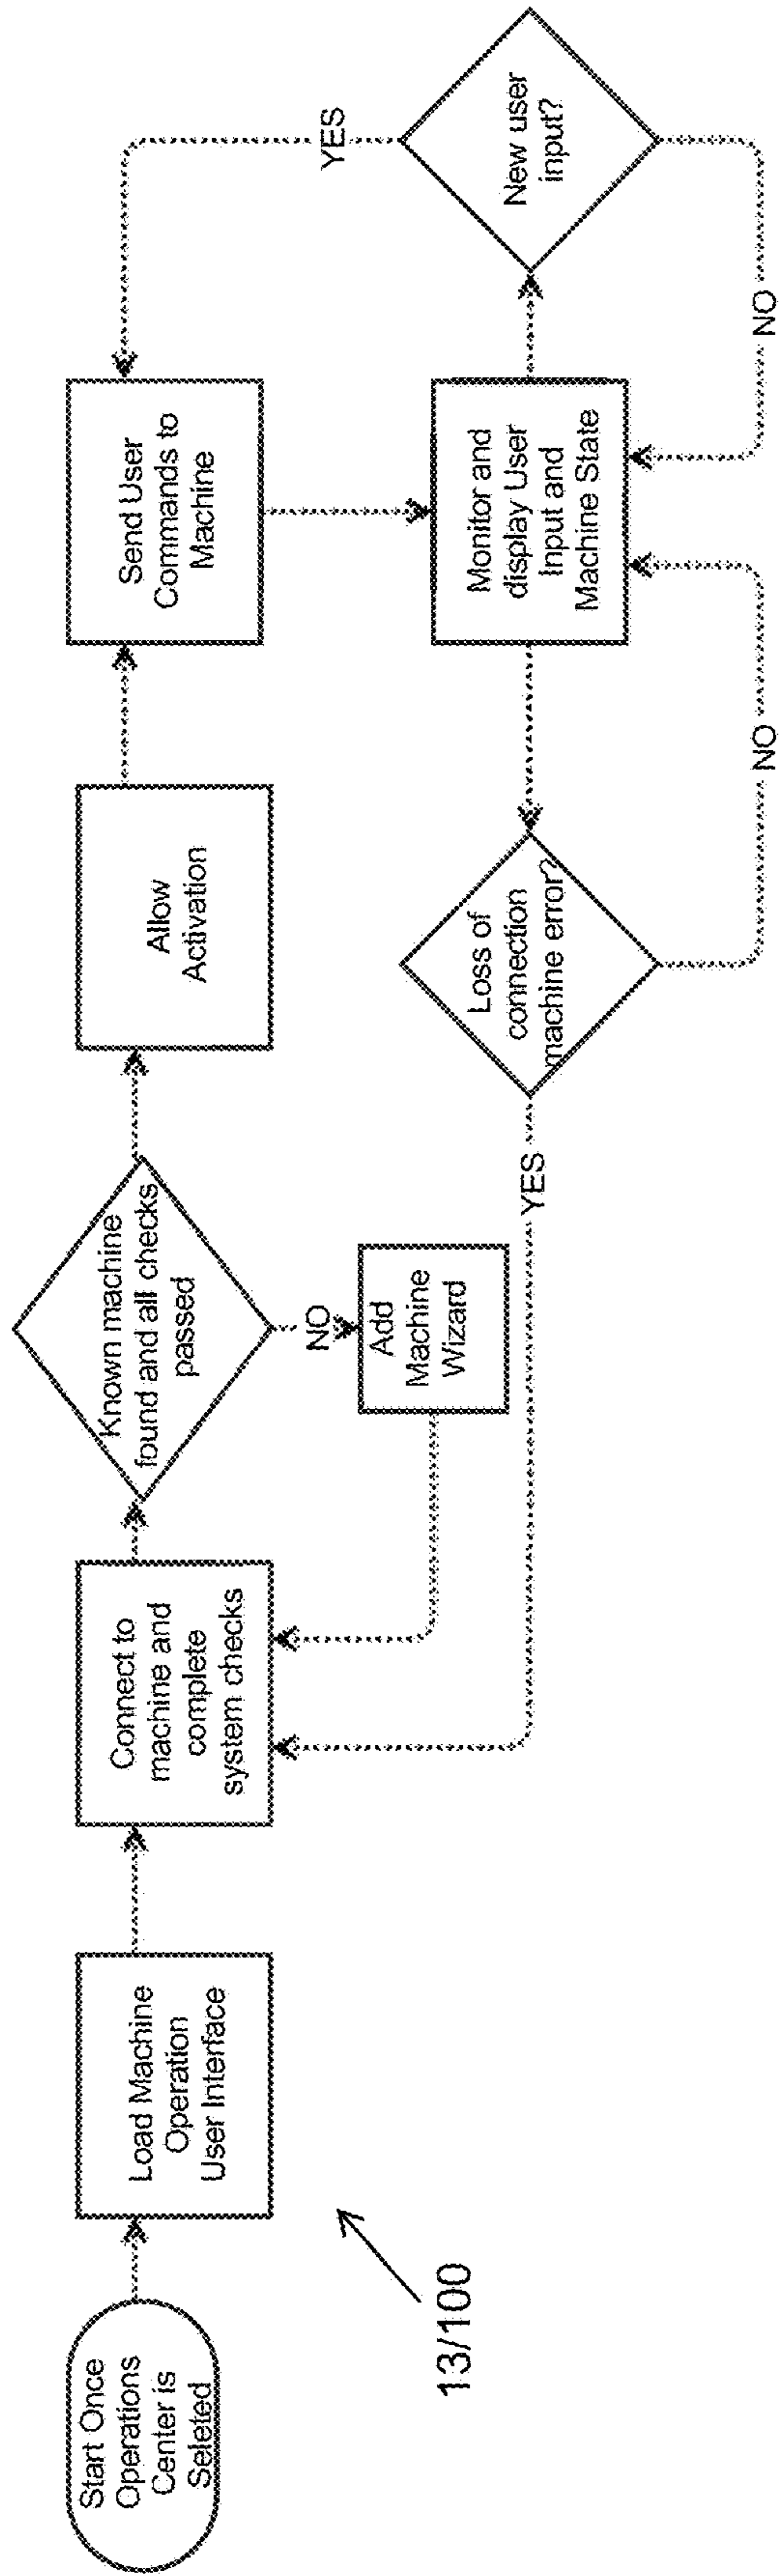 Start Once
Operations
Center is
Seleted
Load Machine
Operation
User Interface
Connect to
machine and
complete
system checks
Known machine
found and all checks
passed
NO
Add
Machine
Wizard
Allow
Activation
Send User
Commands to
Machine
Monitor and
display User
Input and
Machine State
New user
input?
YES
NO
Loss of
connection
machine error?
YES
NO
13/100